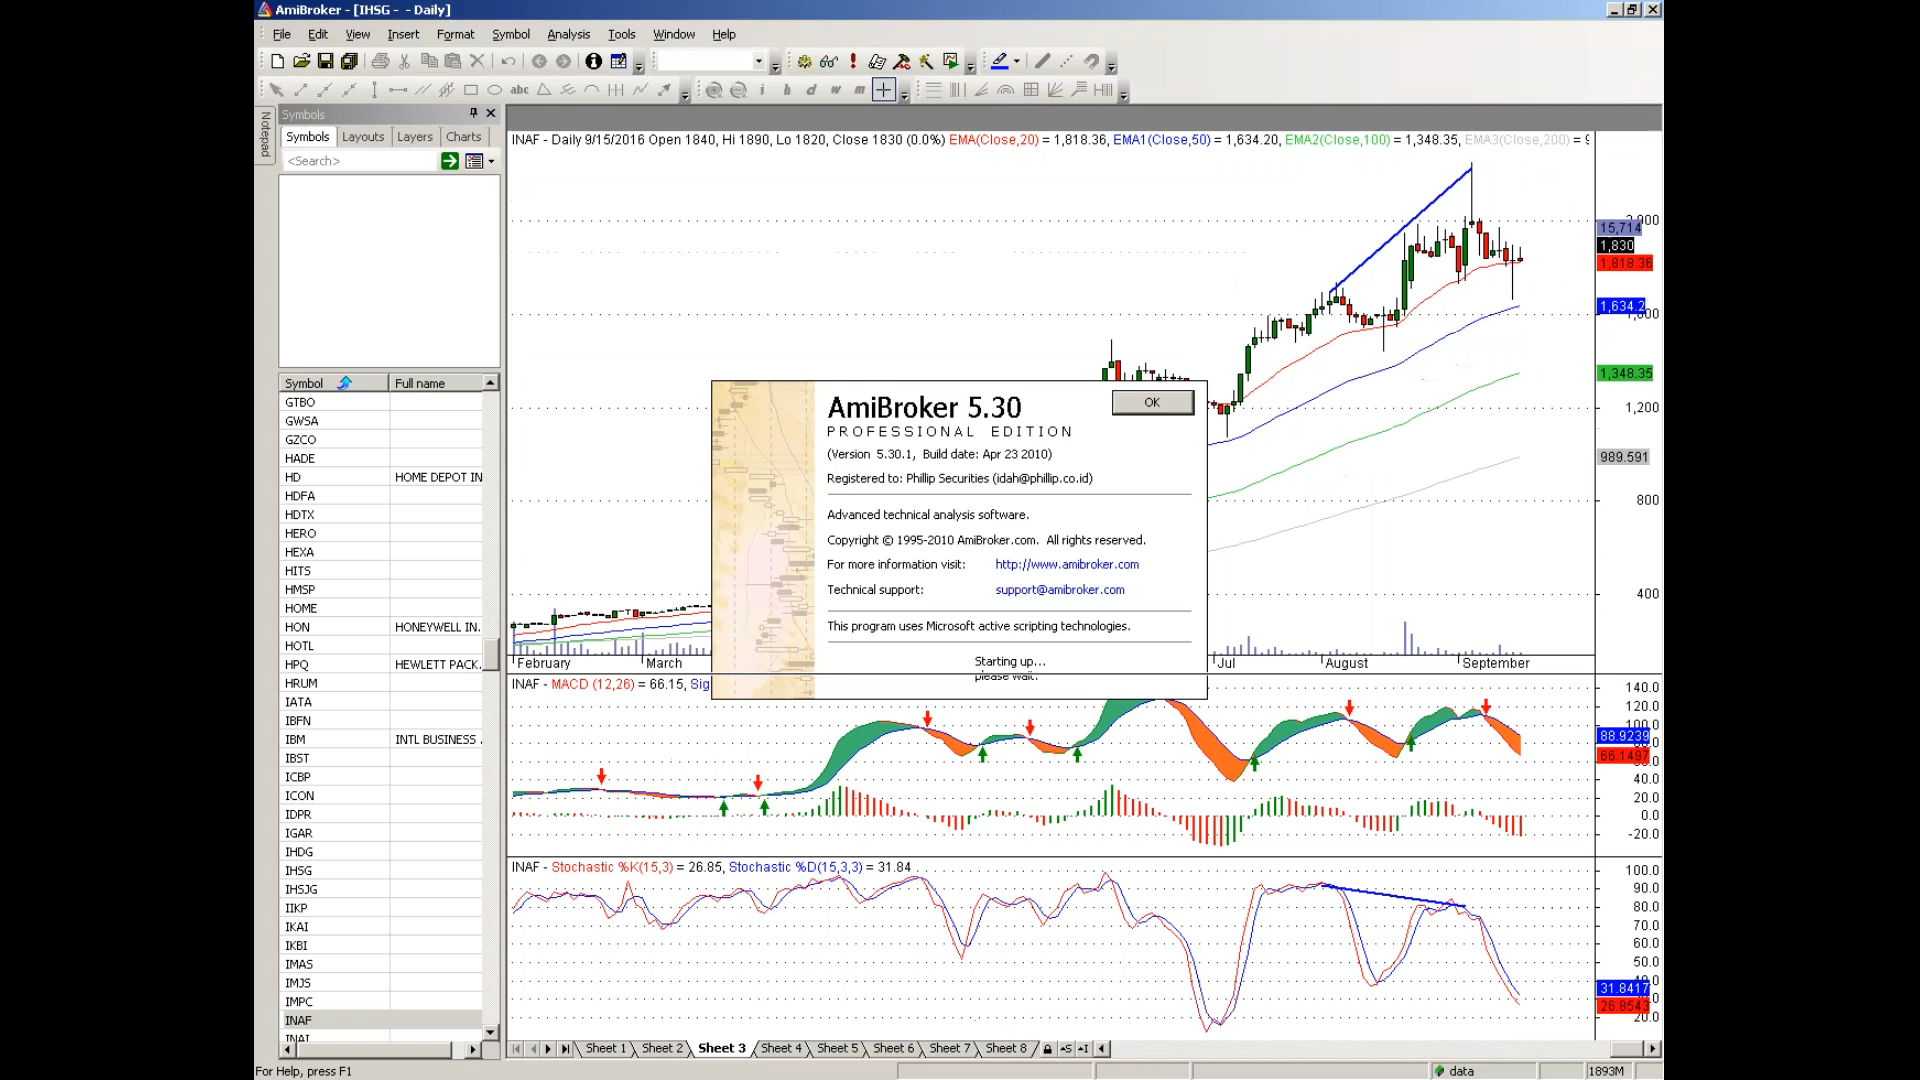 AmiBroker - [IHSG - - Daily]
File Edit View Insert Format Symbol Analysis Tools Window Help
abc
i h d w m
Notepad
Symbols
Symbols Layouts Layers Charts
<Search>
Symbol Full name
GTBO
GWSA
GZCO
HADE
HD HOME DEPOT IN
HDFA
HDTX
HERO
HEXA
HITS
HMSP
HOME
HON HONEYWELL IN.
HOTL
HPQ HEWLETT PACK.
HRUM
IATA
IBFN
IBM INTL BUSINESS .
IBST
ICBP
ICON
IDPR
IGAR
IHDG
IHSG
IHSJG
IIKP
IKAI
IKBI
IMAS
IMJS
IMPC
INAF
INAI
INAF - Daily 9/15/2016 Open 1840, Hi 1890, Lo 1820, Close 1830 (0.0%) EMA(Close,20) = 1,818.36, EMA1(Close,50) = 1,634.20, EMA2(Close,100) = 1,348.35, EMA3(Close,200) = 9
15,714
1,830
1,818.36
1,634.2
1,348.35
1,200
989.591
800
400
February March Jul August September
AmiBroker 5.30
OK
PROFESSIONAL EDITION
(Version 5.30.1, Build date: Apr 23 2010)
Registered to: Phillip Securities (idah@phillip.co.id)
Advanced technical analysis software.
Copyright © 1995-2010 AmiBroker.com. All rights reserved.
For more information visit: http://www.amibroker.com
Technical support: support@amibroker.com
This program uses Microsoft active scripting technologies.
Starting up...
please wait.
INAF - MACD (12,26) = 66.15, Sig
140.0
120.0
100.0
88.9239
66.1497
40.0
20.0
0.0
-20.0
INAF - Stochastic %K(15,3) = 26.85, Stochastic %D(15,3,3) = 31.84
100.0
90.0
80.0
70.0
60.0
50.0
31.8417
26.8543
20.0
Sheet 1 Sheet 2 Sheet 3 Sheet 4 Sheet 5 Sheet 6 Sheet 7 Sheet 8
For Help, press F1 data 1893M